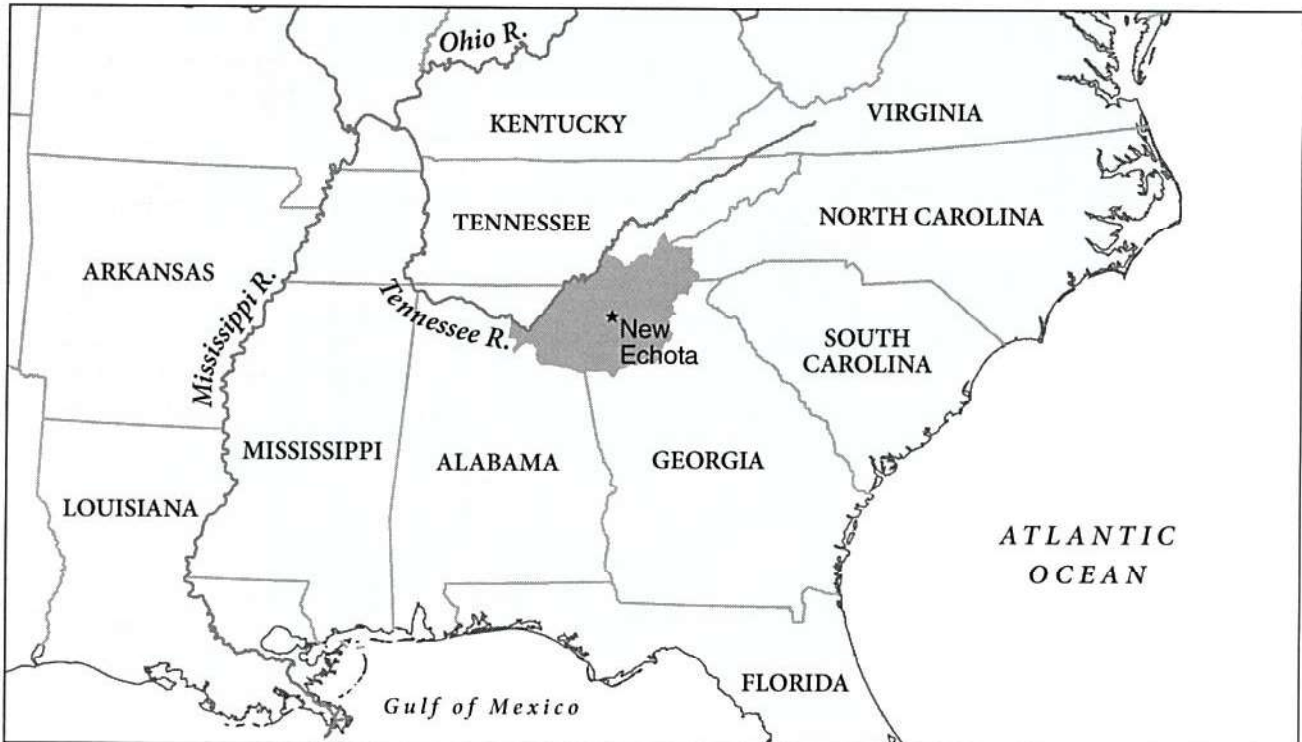 Ohio R.
KENTUCKY
VIRGINIA
TENNESSEE
NORTH CAROLINA
ARKANSAS
Mississippi R.
Tennessee R.
New
Echota
SOUTH
CAROLINA
MISSISSIPPI
ALABAMA
GEORGIA
LOUISIANA
ATLANTIC
OCEAN
FLORIDA
Gulf of Mexico